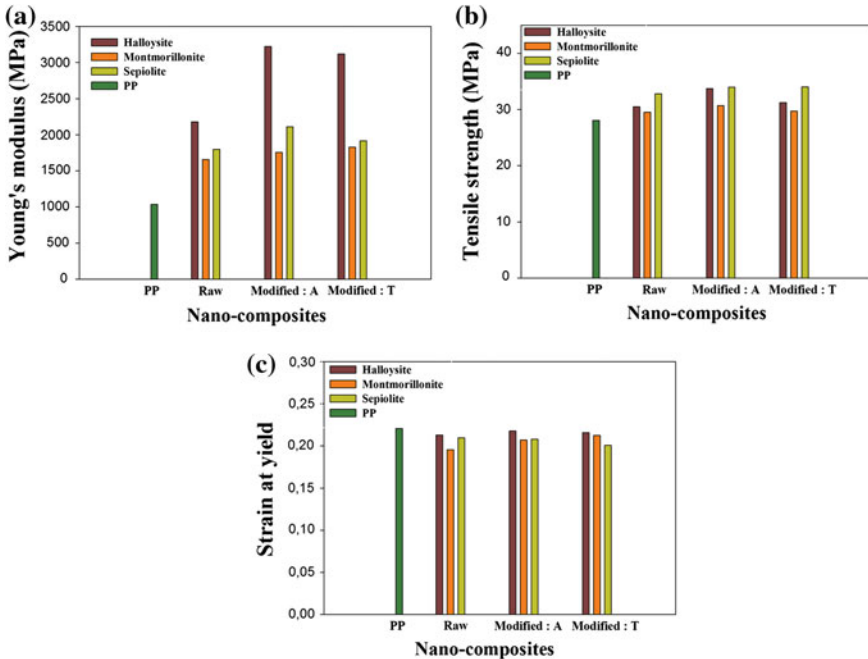 (a)
Young's modulus (MPa)
3500
3000
2500
2000
1500
1000
500
0
Halloysite
Montmorillonite
Sepiolite
PP
PP Raw Modified : A Modified : T
Nano-composites
(b)
Tensile strength (MPa)
40
30
20
10
0
Halloysite
Montmorillonite
Sepiolite
PP
PP Raw Modified : A Modified : T
Nano-composites
(c)
Strain at yield
0,30
0,25
0,20
0,15
0,10
0,05
0,00
Halloysite
Montmorillonite
Sepiolite
PP
PP Raw Modified : A Modified : T
Nano-composites